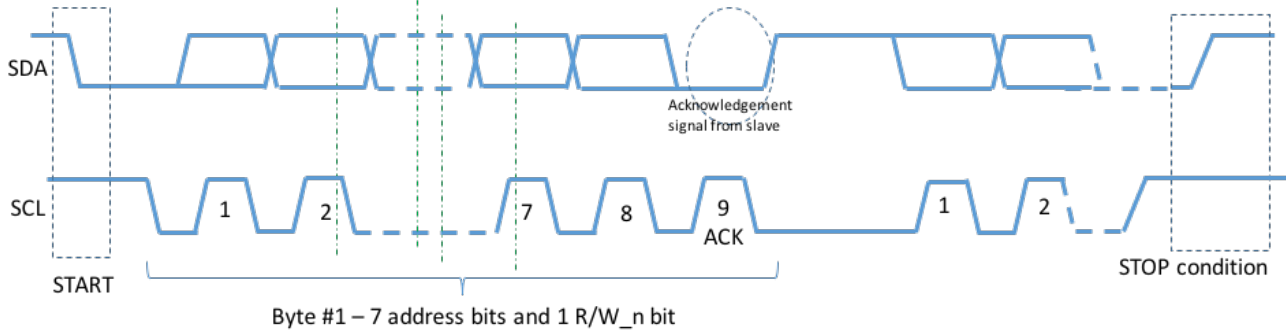 SDA
Acknowledgement
signal from slave
SCL
1
2
7
8
9
ACK
1
2
START
STOP condition
Byte #1 – 7 address bits and 1 R/W_n bit